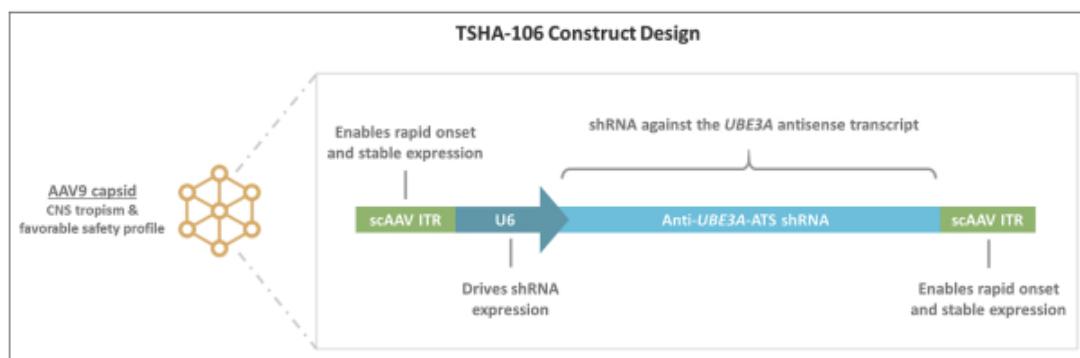 TSHA-106 Construct Design
Enables rapid onset
and stable expression
shRNA against the UBE3A antisense transcript
AAV9 capsid
CNS tropism &
favorable safety profile
scAAV ITR
U6
Anti-UBE3A-ATS shRNA
scAAV ITR
Drives shRNA
expression
Enables rapid onset
and stable expression